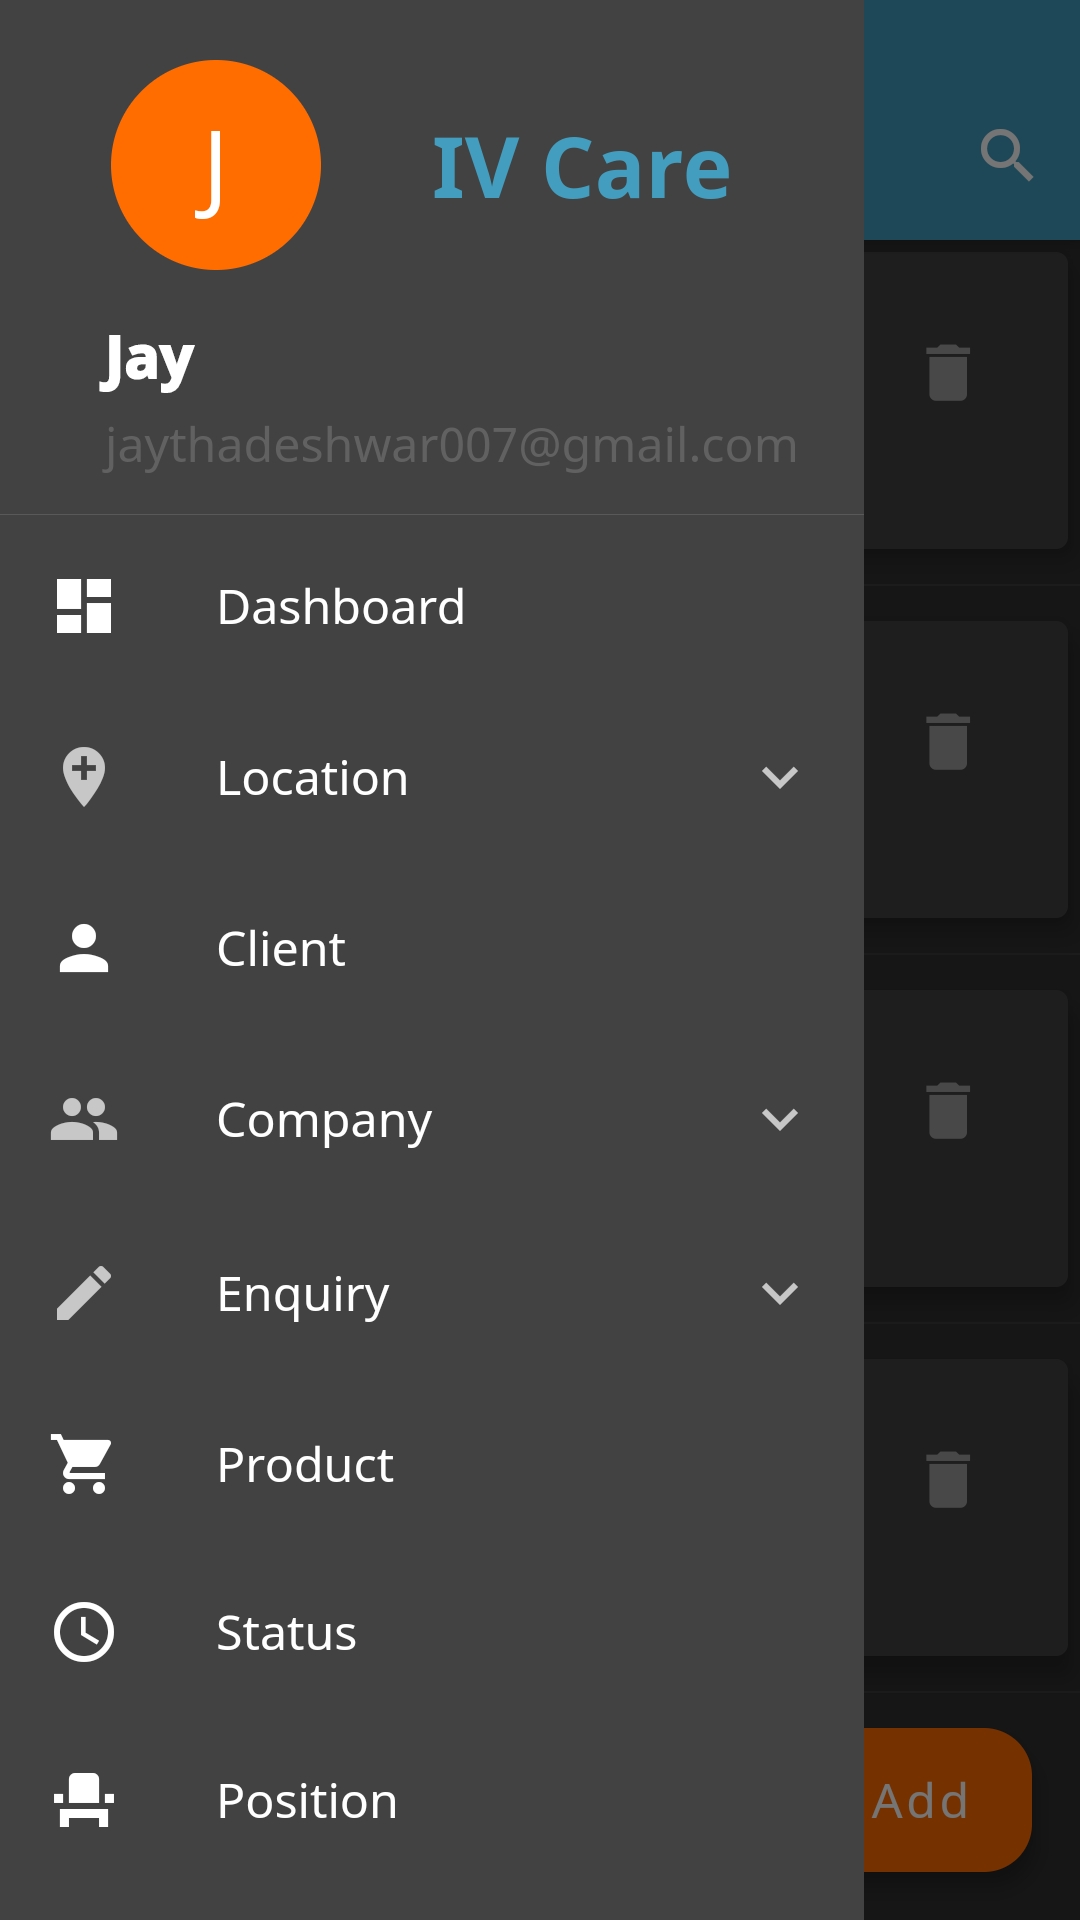 J
IV Care
Jay
jaythadeshwar007@gmail.com
Dashboard
Location
Client
Company
Enquiry
Product
Status
Position
Add